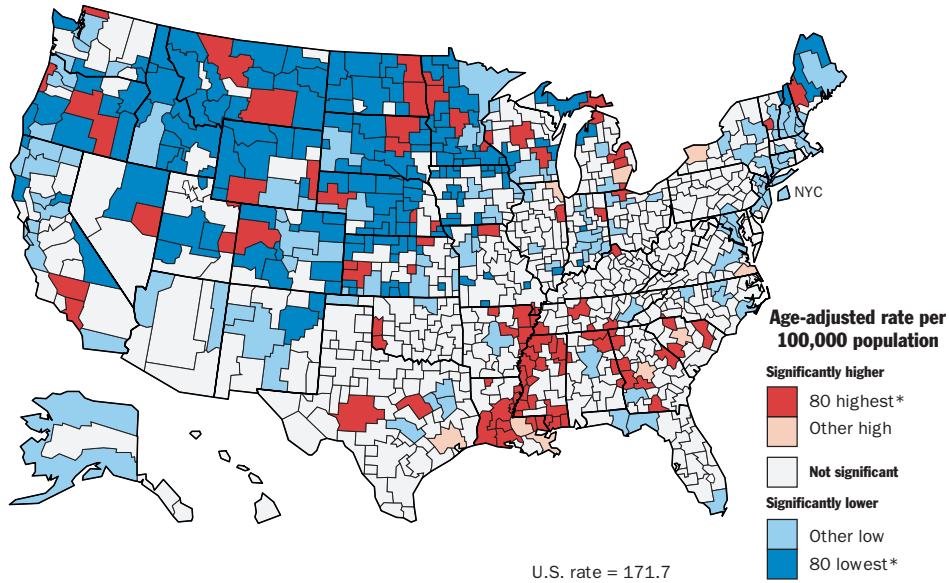 NYC
Age-adjusted rate per
100,000 population
Significantly higher
80 highest*
Other high
Not significant
Significantly lower
Other low
80 lowest*
U.S. rate = 171.7